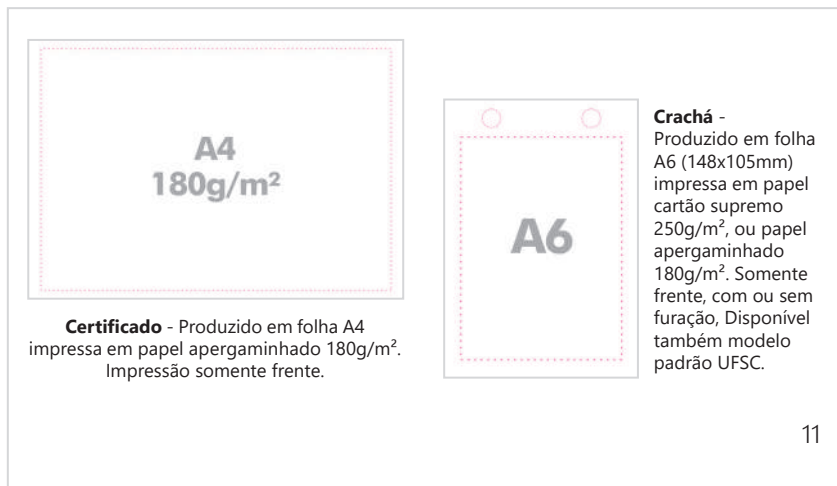 A4
180g/m²
Certificado - Produzido em folha A4
impressa em papel apergaminhado 180g/m².
Impressão somente frente.
A6
Crachá -
Produzido em folha
A6 (148x105mm)
impressa em papel
cartão supremo
250g/m², ou papel
apergaminhado
180g/m². Somente
frente, com ou sem
furação, Disponível
também modelo
padrão UFSC.
11